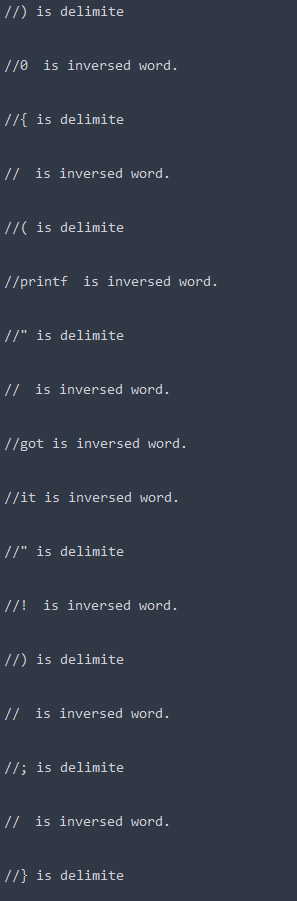 //) is delimite
//0  is inversed word.
//{ is delimite
//  is inversed word.
//( is delimite
//printf  is inversed word.
//" is delimite
//  is inversed word.
//got is inversed word.
//it is inversed word.
//" is delimite
//!  is inversed word.
//) is delimite
//  is inversed word.
//; is delimite
//  is inversed word.
//} is delimite